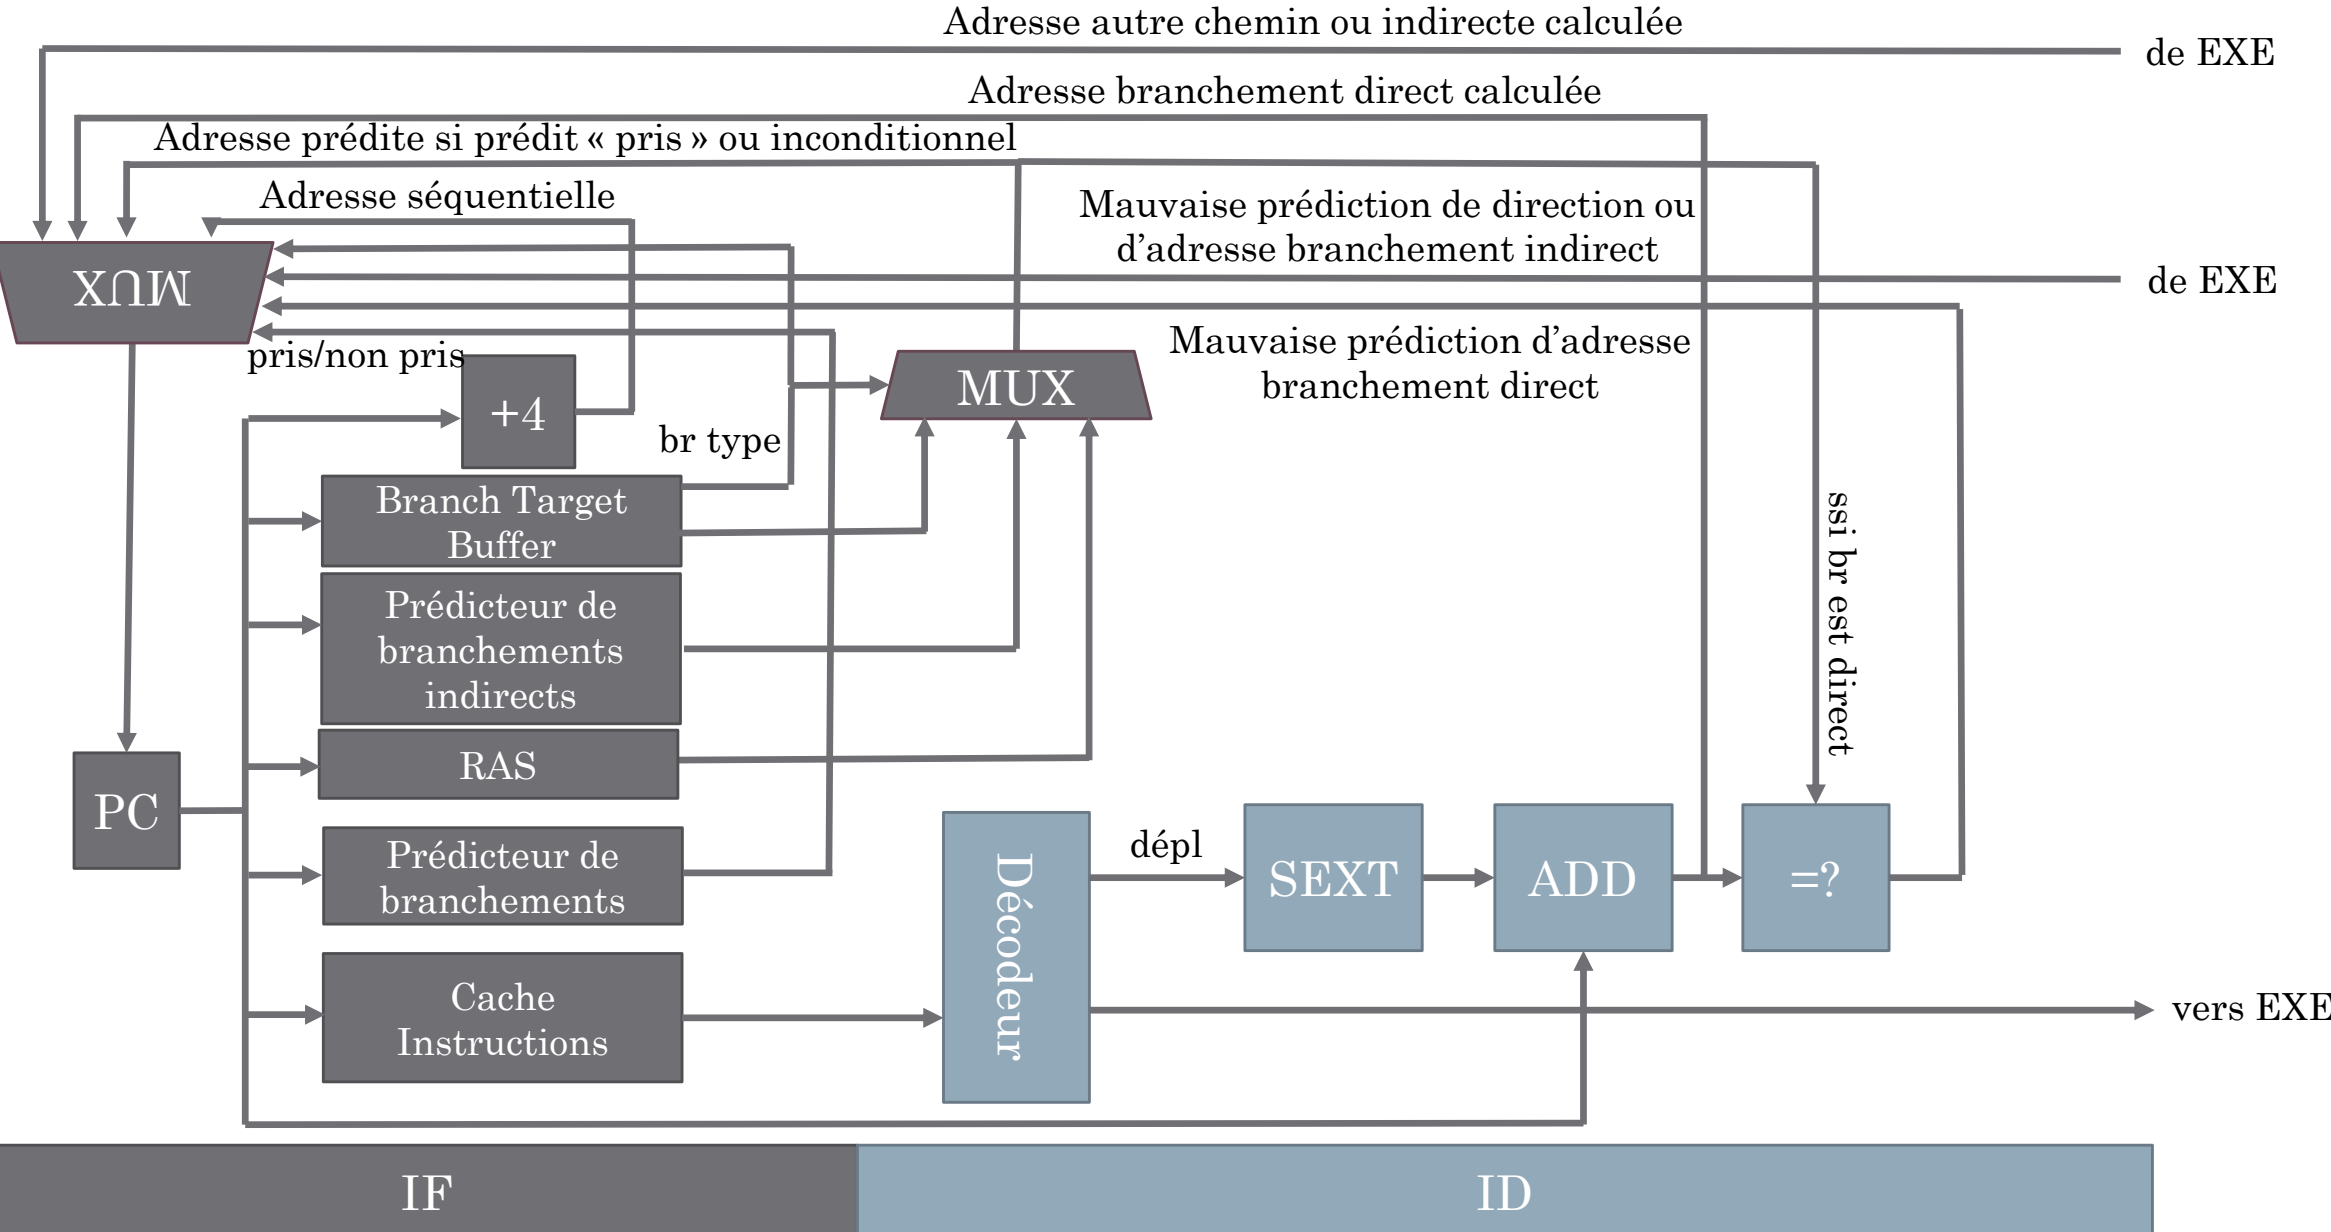 Adresse autre chemin ou indirecte calculée
de EXE
Adresse branchement direct calculée
Adresse prédite si prédit « pris » ou inconditionnel
Adresse séquentielle
Mauvaise prédiction de direction ou
d’adresse branchement indirect
de EXE
MUX
pris/non pris
Mauvaise prédiction d’adresse
branchement direct
MUX
+4
br type
Branch Target
Buffer
ssi br est direct
Prédicteur de
branchements
indirects
RAS
PC
Prédicteur de
branchements
Décodeur
dépl
SEXT
ADD
=?
Cache
Instructions
vers EXE
IF
ID